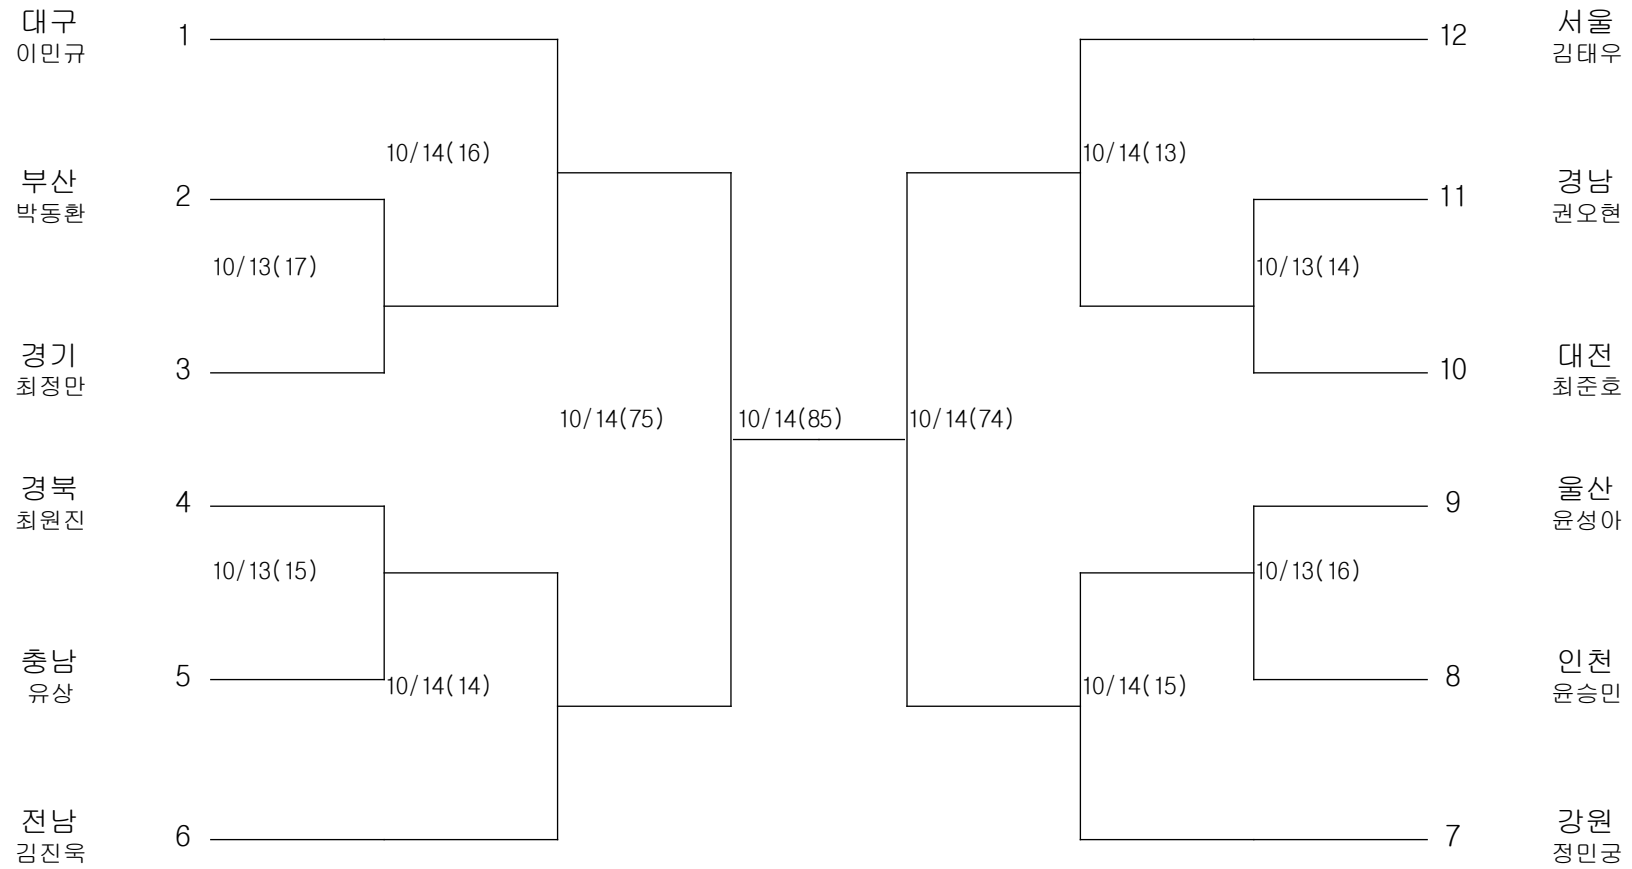 대구
이민규
1
10/14(16)
부산
박동환
2
10/13(17)
경기
최정만
3
10/14(75)
경북
최원진
4
10/13(15)
충남
유상
5
10/14(14)
전남
김진욱
6
10/14(85)
서울
김태우
12
10/14(13)
경남
권오현
11
10/13(14)
대전
최준호
10
10/14(74)
울산
윤성아
9
10/13(16)
인천
윤승민
8
10/14(15)
강원
정민궁
7